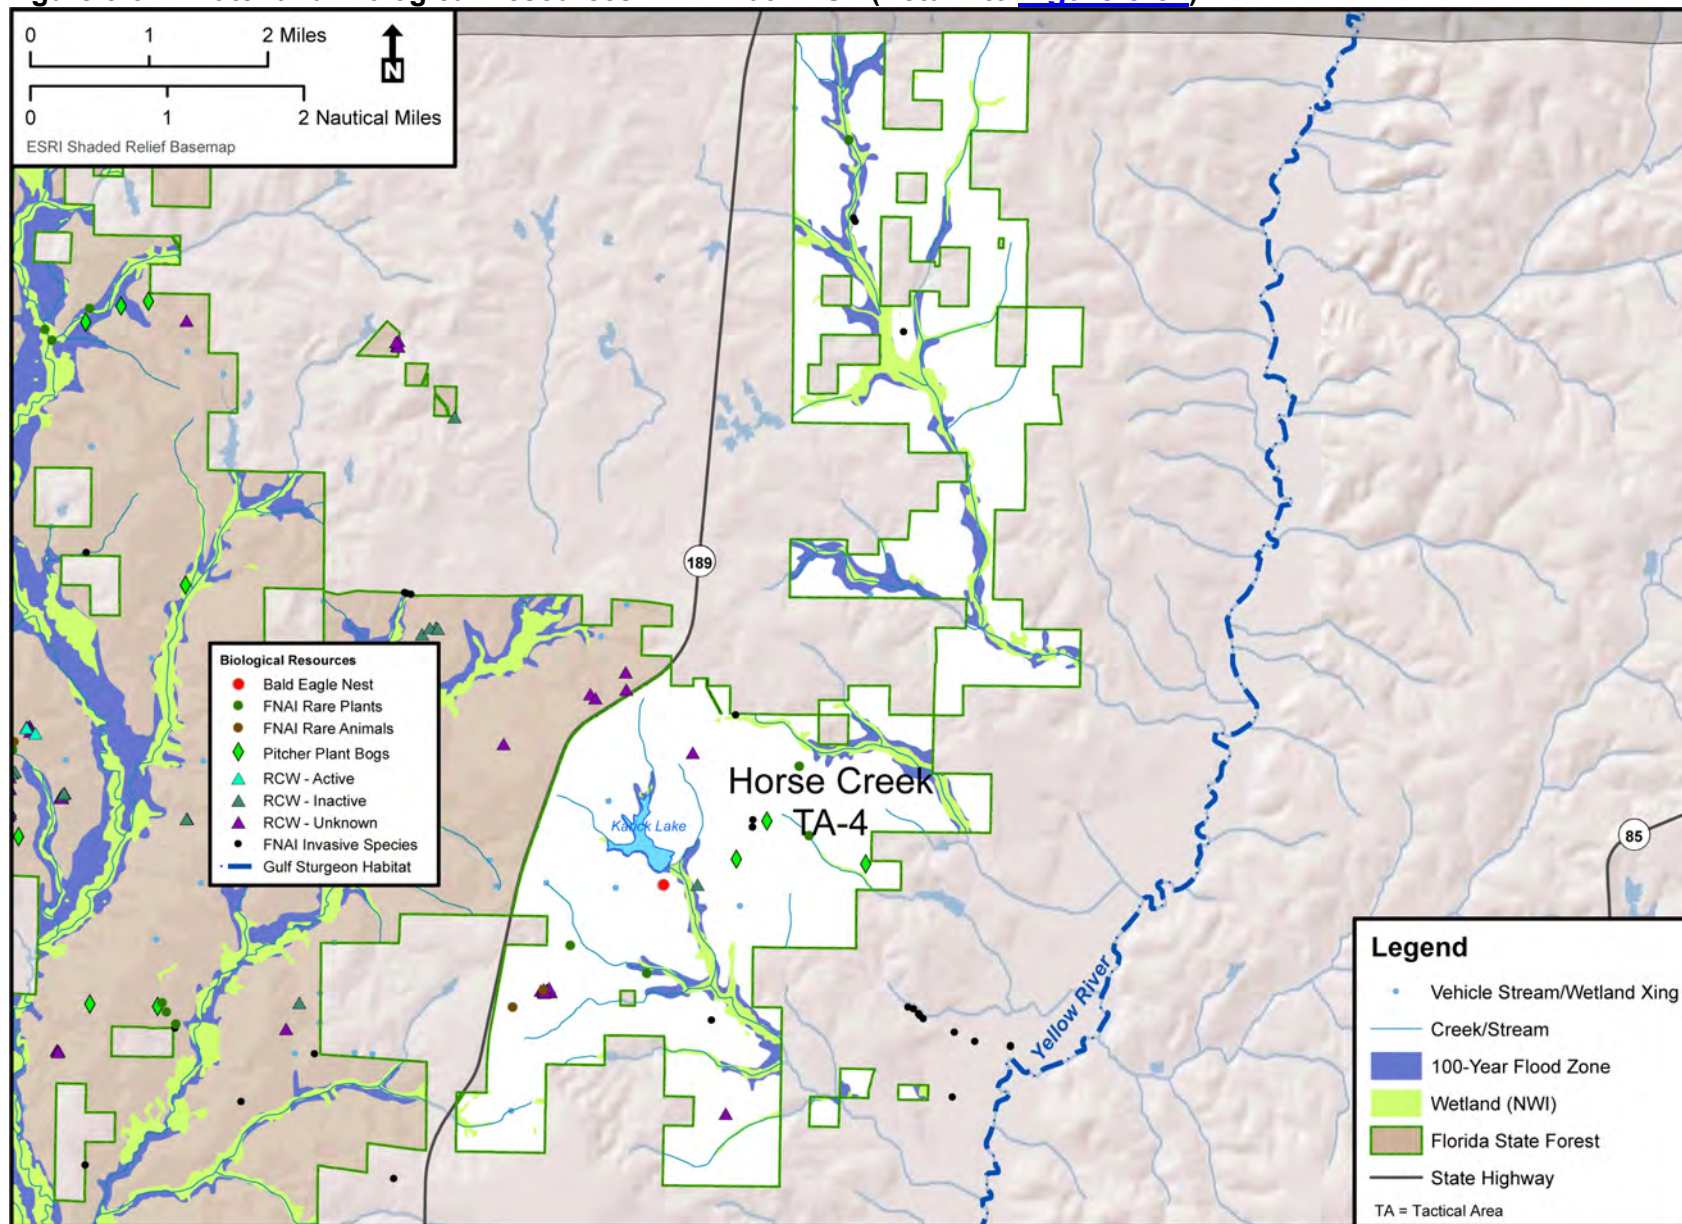 0 1 2 Miles
N
0 1 2 Nautical Miles
ESRI Shaded Relief Basemap
189
Biological Resources
Bald Eagle Nest
FNAI Rare Plants
FNAI Rare Animals
Pitcher Plant Bogs
RCW - Active
RCW - Inactive
RCW - Unknown
FNAI Invasive Species
Gulf Sturgeon Habitat
Horse Creek
TA-4
Karick Lake
85
Yellow River
Legend
Vehicle Stream/Wetland Xing
Creek/Stream
100-Year Flood Zone
Wetland (NWI)
Florida State Forest
State Highway
TA = Tactical Area